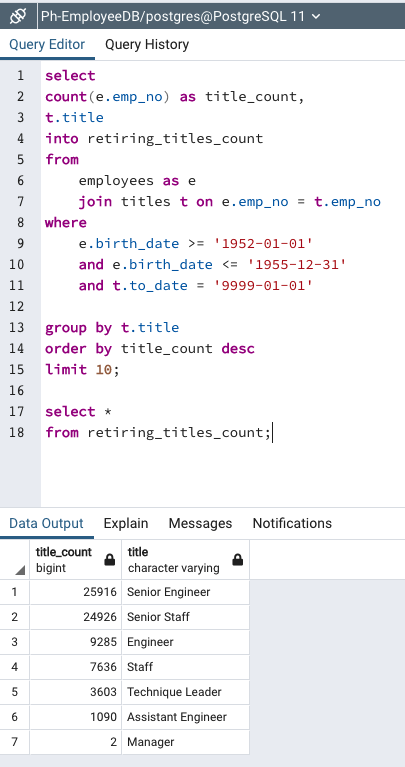 Ph-EmployeeDB/postgres@PostgreSQL 11
Query Editor Query History
1 select
2 count(e.emp_no) as title_count,
3 t.title
4 into retiring_titles_count
5 from
6 employees as e
7 join titles t on e.emp_no = t.emp_no
8 where
9 e.birth_date >= '1952-01-01'
10 and e.birth_date <= '1955-12-31'
11 and t.to_date = '9999-01-01'
12
13 group by t.title
14 order by title_count desc
15 limit 10;
16
17 select *
18 from retiring_titles_count;
Data Output Explain Messages Notifications
title_count title
bigint character varying
1 25916 Senior Engineer
2 24926 Senior Staff
3 9285 Engineer
4 7636 Staff
5 3603 Technique Leader
6 1090 Assistant Engineer
7 2 Manager